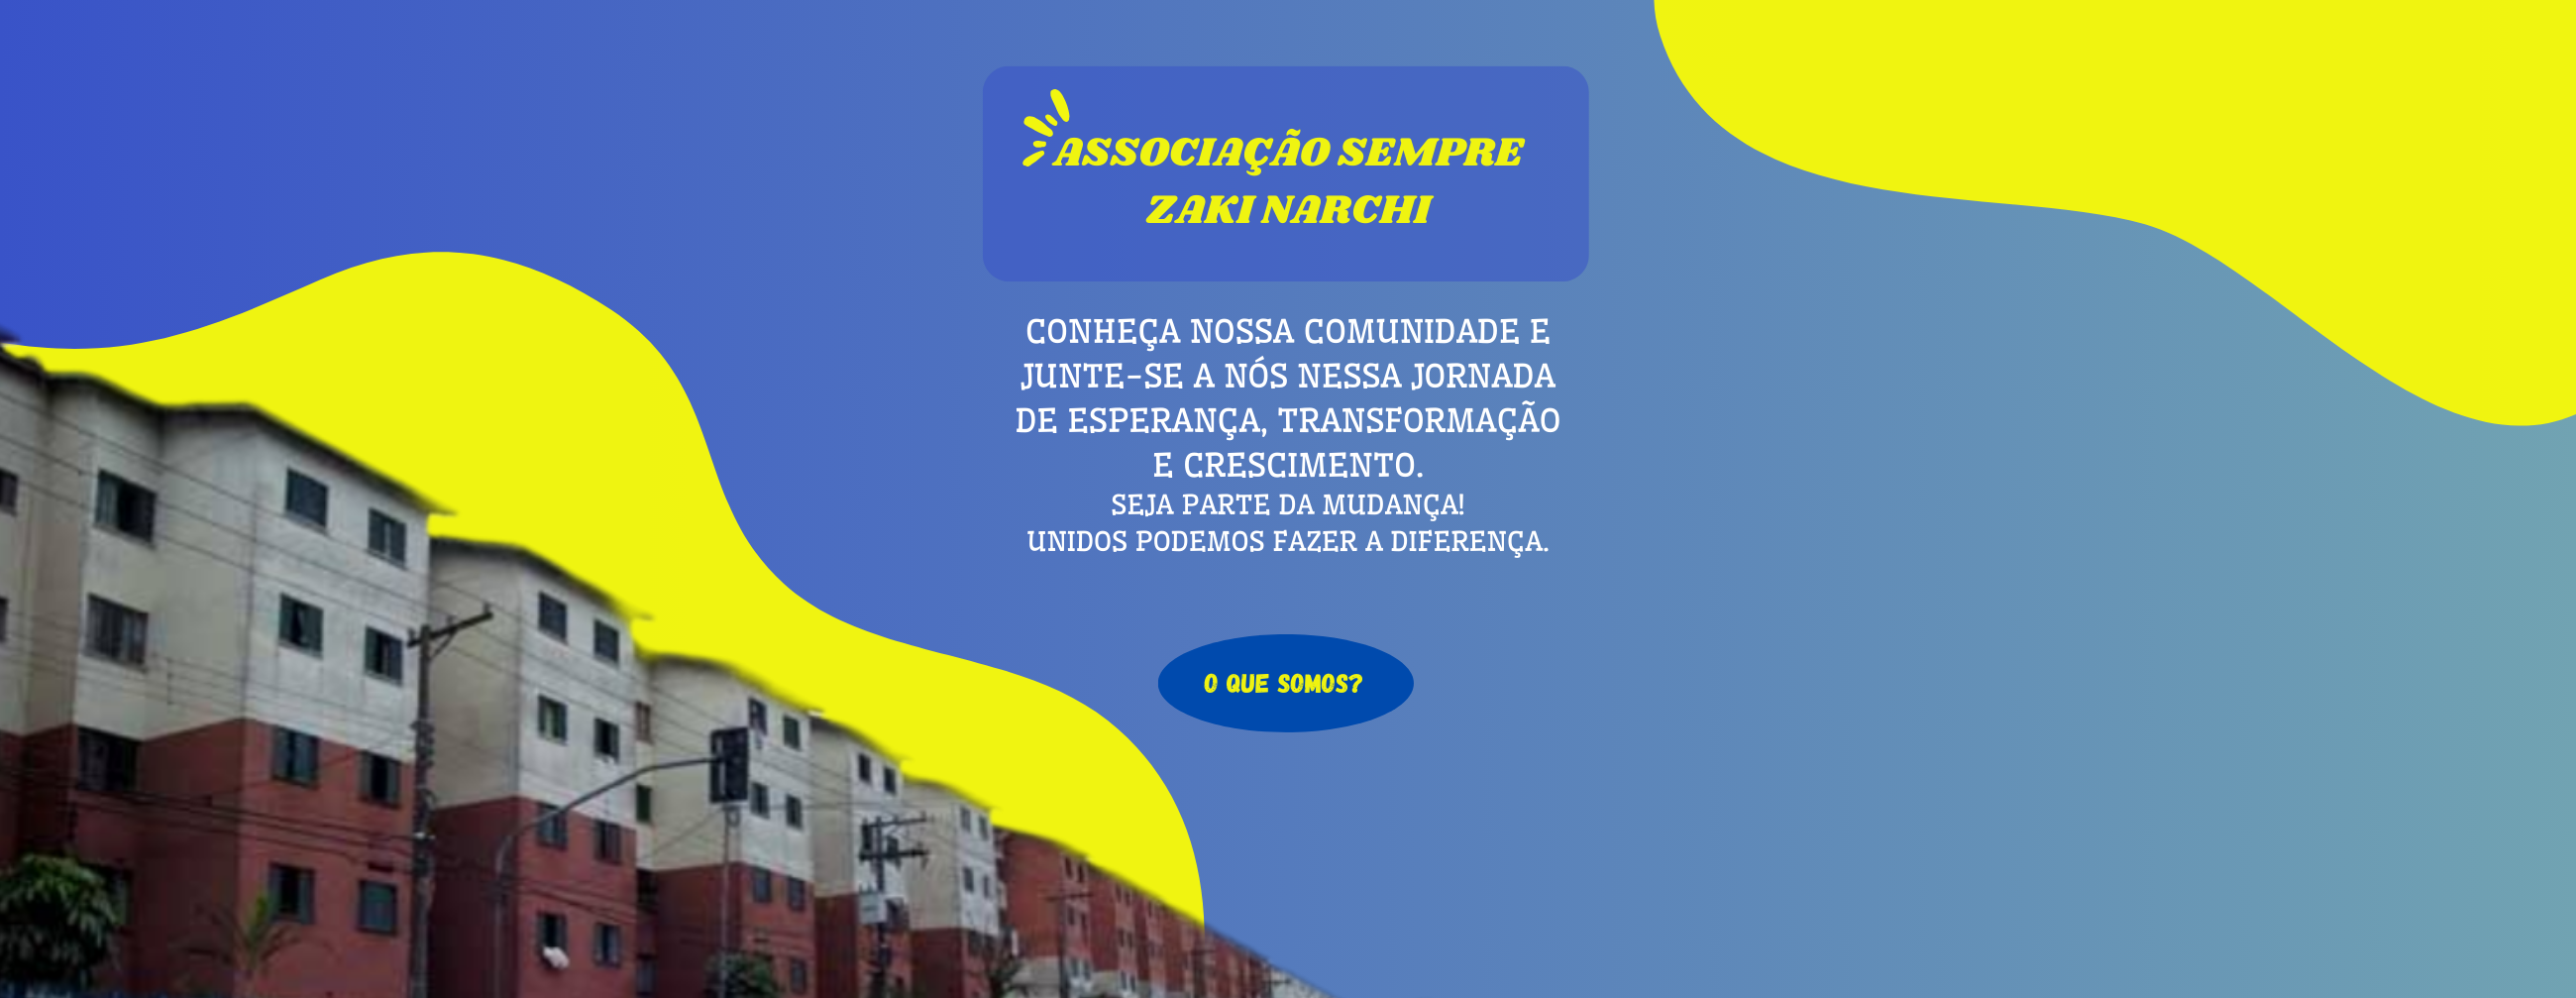 ASSOCIAÇÃO SEMPRE
ZAKI NARCHI
CONHEÇA NOSSA COMUNIDADE E
JUNTE-SE A NÓS NESSA JORNADA
DE ESPERANÇA, TRANSFORMAÇÃO
E CRESCIMENTO.
SEJA PARTE DA MUDANÇA!
UNIDOS PODEMOS FAZER A DIFERENÇA.
O QUE SOMOS?